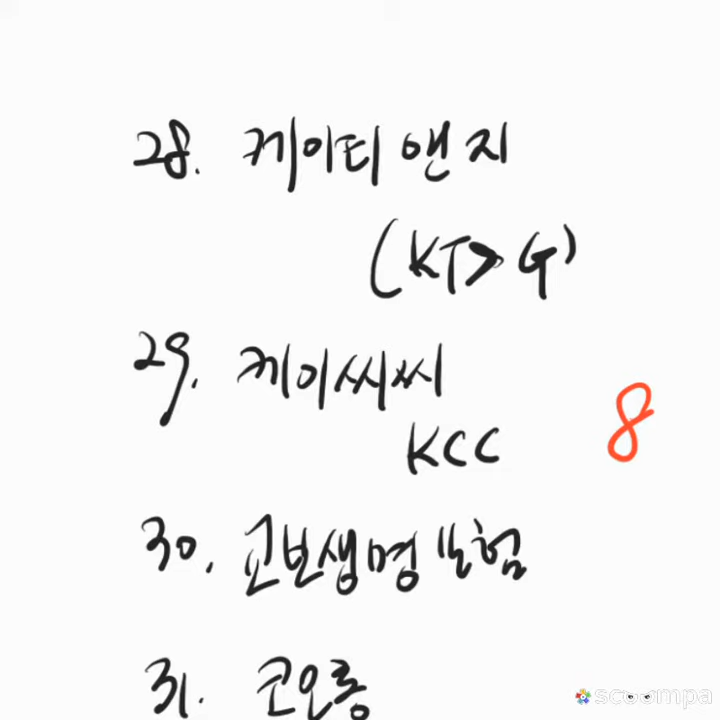 28. 케이티앤지
(KT>G)
29. 케이씨씨
KCC
8
30. 교보생명보험
31. 코오롱
scoompa